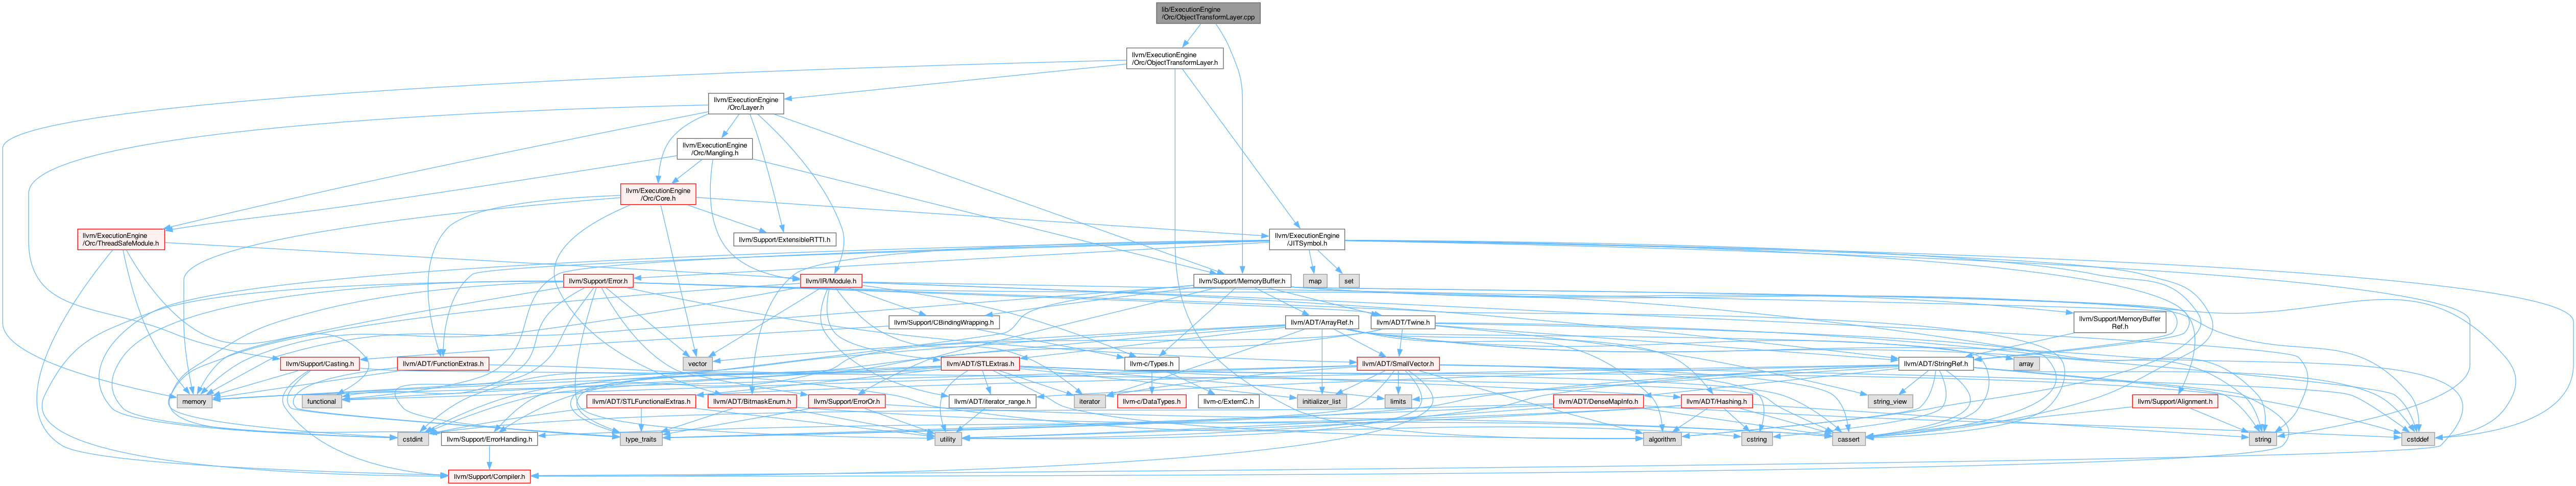 lib/ExecutionEngine
/Orc/ObjectTransformLayer.cpp
llvm/ExecutionEngine
/Orc/ObjectTransformLayer.h
llvm/ExecutionEngine
/Orc/Layer.h
llvm/ExecutionEngine
/Orc/Mangling.h
llvm/ExecutionEngine
/Orc/Core.h
llvm/ExecutionEngine
/Orc/ThreadSafeModule.h
llvm/Support/ExtensibleRTTI.h
llvm/ExecutionEngine
/JITSymbol.h
llvm/Support/Error.h
llvm/IR/Module.h
llvm/Support/MemoryBuffer.h
map
set
llvm/Support/CBindingWrapping.h
llvm/ADT/ArrayRef.h
llvm/ADT/Twine.h
llvm/Support/MemoryBuffer
Ref.h
llvm/Support/Casting.h
llvm/ADT/FunctionExtras.h
vector
llvm/ADT/STLExtras.h
llvm-c/Types.h
llvm/ADT/SmallVector.h
llvm/ADT/StringRef.h
array
memory
functional
llvm/ADT/STLFunctionalExtras.h
llvm/ADT/BitmaskEnum.h
llvm/Support/ErrorOr.h
llvm/ADT/iterator_range.h
iterator
llvm-c/DataTypes.h
llvm-c/ExternC.h
initializer_list
limits
llvm/ADT/DenseMapInfo.h
llvm/ADT/Hashing.h
string_view
llvm/Support/Alignment.h
cstdint
llvm/Support/ErrorHandling.h
type_traits
utility
algorithm
cstring
cassert
string
cstddef
llvm/Support/Compiler.h